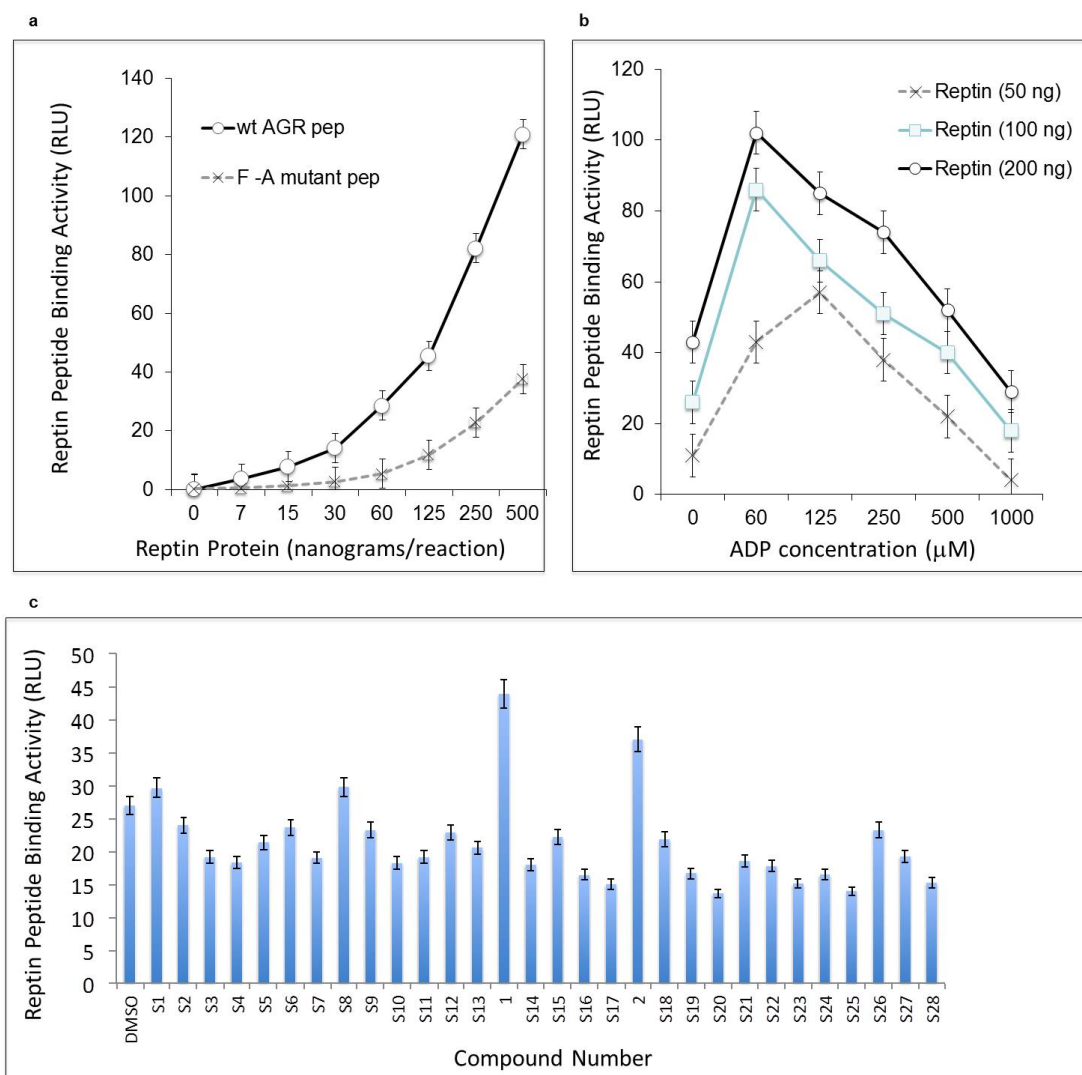 a
Reptin Peptide Binding Activity (RLU)
140
120
100
80
60
40
20
0
wt AGR pep
F -A mutant pep
0 7 15 30 60 125 250 500
Reptin Protein (nanograms/reaction)
b
Reptin Peptide Binding Activity (RLU)
120
100
80
60
40
20
0
Reptin (50 ng)
Reptin (100 ng)
Reptin (200 ng)
0 60 125 250 500 1000
ADP concentration (μM)
c
Reptin Peptide Binding Activity (RLU)
50
45
40
35
30
25
20
15
10
5
0
DMSO S1 S2 S3 S4 S5 S6 S7 S8 S9 S10 S11 S12 S13 1 S14 S15 S16 S17 2 S18 S19 S20 S21 S22 S23 S24 S25 S26 S27 S28
Compound Number